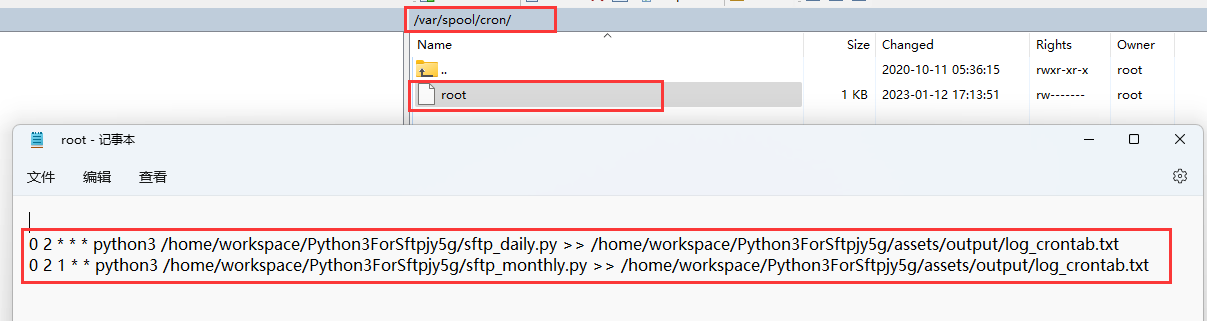 /var/spool/cron/
Name Size Changed Rights Owner
.. 2020-10-11 05:36:15 rwxr-xr-x root
root 1 KB 2023-01-12 17:13:51 rw------- root
root - 记事本
文件 编辑 查看
0 2 * * * python3 /home/workspace/Python3ForSftpjy5g/sftp_daily.py >> /home/workspace/Python3ForSftpjy5g/assets/output/log_crontab.txt
0 2 1 * * python3 /home/workspace/Python3ForSftpjy5g/sftp_monthly.py >> /home/workspace/Python3ForSftpjy5g/assets/output/log_crontab.txt